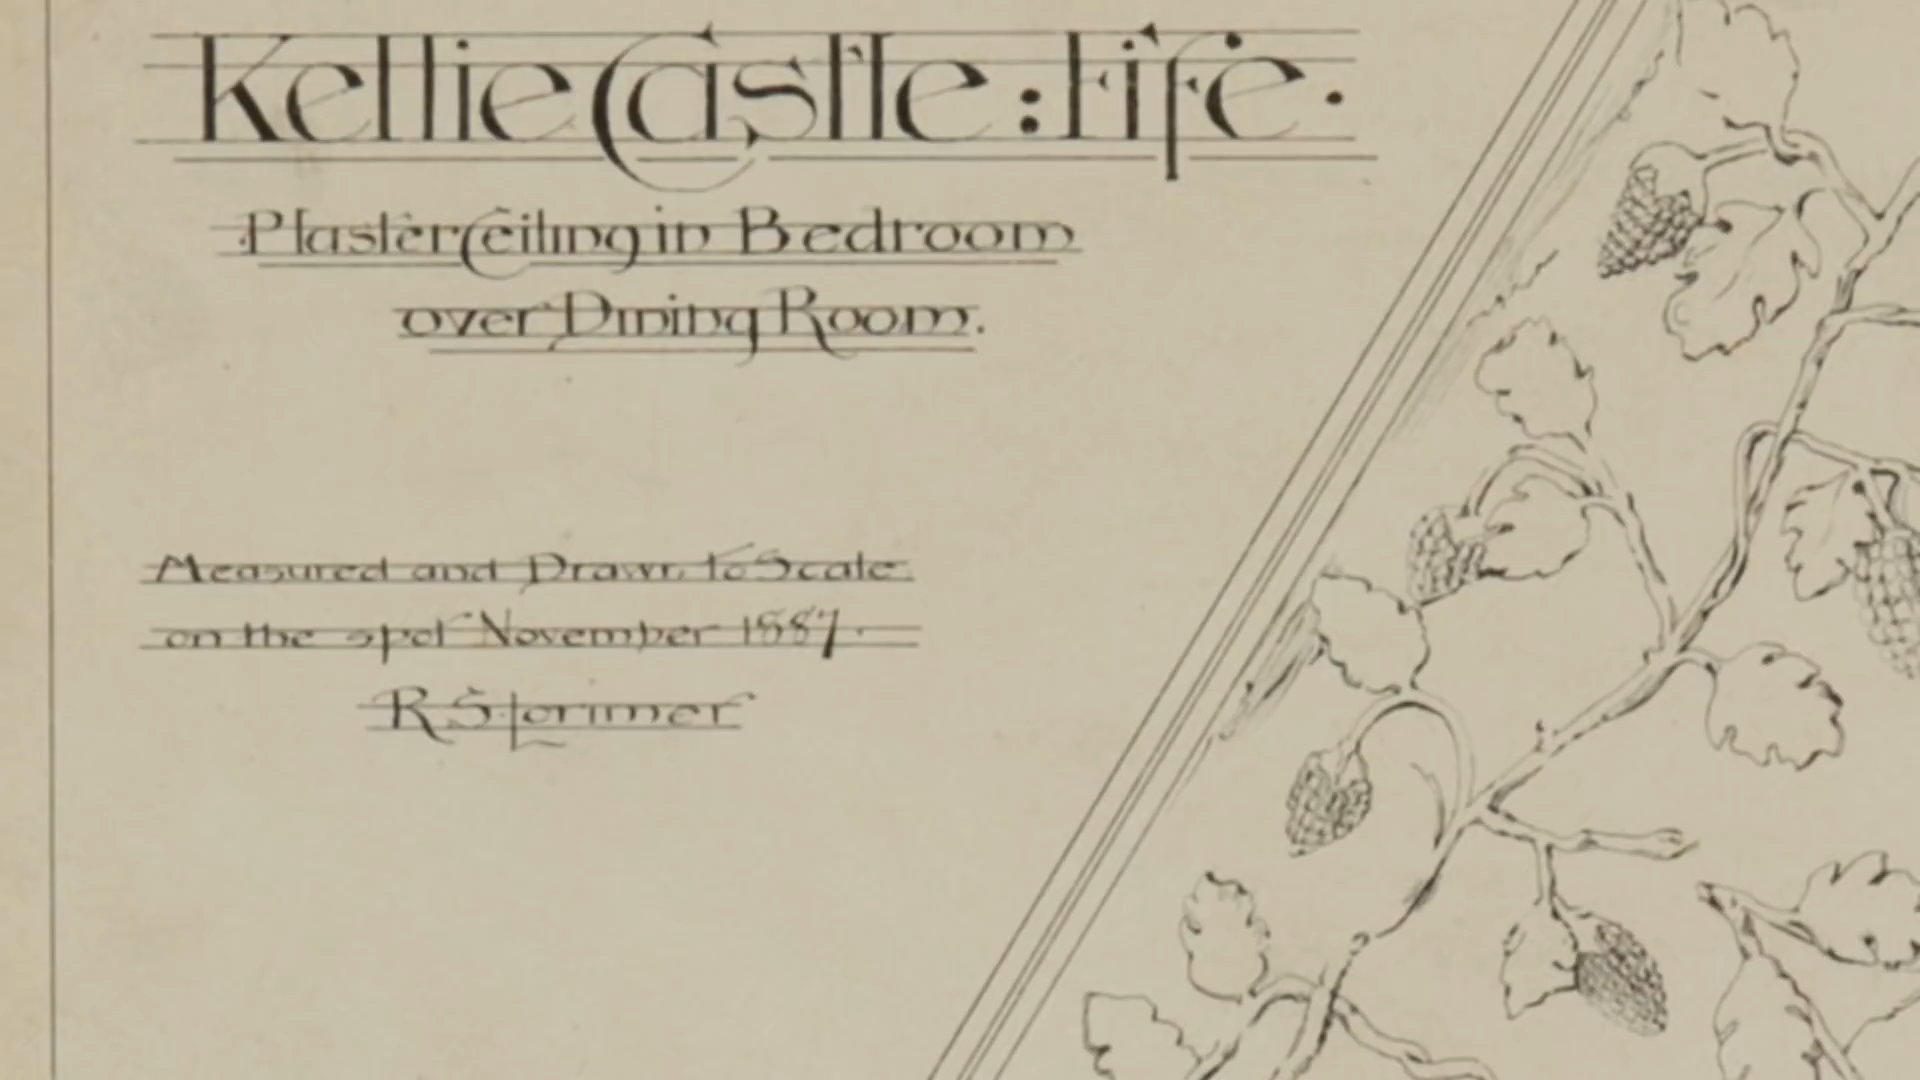 Kellie Castle : Fife.
Plaster Ceiling in Bedroom
over Dining Room.
Measured and Drawn to Scale
on the spot November 1887.
R.S. Lorimer